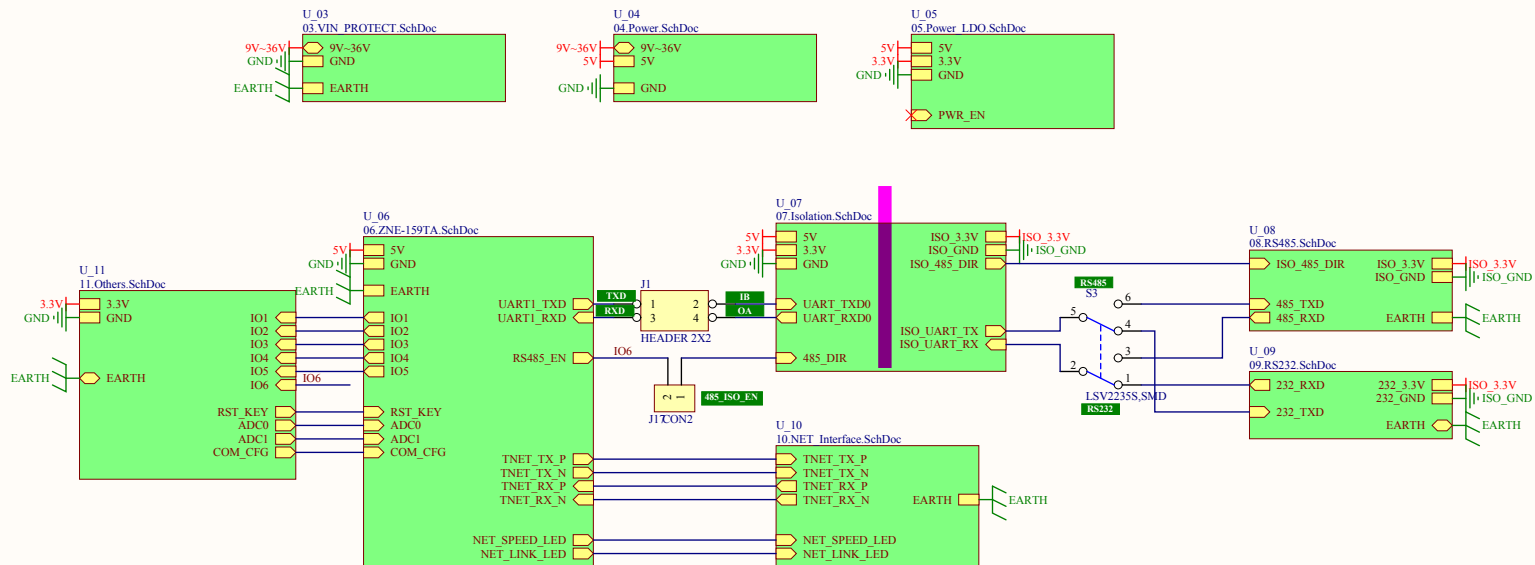 U_03
03.VIN_PROTECT.SchDoc
9V~36V
9V~36V
GND
GND
EARTH
EARTH
U_04
04.Power.SchDoc
9V~36V
9V~36V
5V
5V
GND
GND
U_05
05.Power_LDO.SchDoc
5V
5V
3.3V
3.3V
GND
GND
PWR_EN
U_11
11.Others.SchDoc
3.3V
3.3V
GND
GND
EARTH
EARTH
IO1
IO2
IO3
IO4
IO5
IO6
IO6
RST_KEY
ADC0
ADC1
COM_CFG
U_06
06.ZNE-159TA.SchDoc
5V
5V
GND
GND
EARTH
EARTH
IO1
IO2
IO3
IO4
IO5
RST_KEY
ADC0
ADC1
COM_CFG
UART1_TXD
UART1_RXD
RS485_EN
TNET_TX_P
TNET_TX_N
TNET_RX_P
TNET_RX_N
NET_SPEED_LED
NET_LINK_LED
TXD
RXD
J1
1 2
3 4
HEADER 2X2
IB
OA
IO6
2 1
J17
CON2
485_ISO_EN
U_07
07.Isolation.SchDoc
5V
5V
3.3V
3.3V
GND
GND
UART_TXD0
UART_RXD0
485_DIR
ISO_3.3V
ISO_3.3V
ISO_GND
ISO_GND
ISO_485_DIR
ISO_UART_TX
ISO_UART_RX
U_10
10.NET_Interface.SchDoc
TNET_TX_P
TNET_TX_N
TNET_RX_P
TNET_RX_N
NET_SPEED_LED
NET_LINK_LED
EARTH
EARTH
RS485
S3
6
5
4
3
2
1
LSV2235S,SMD
RS232
U_08
08.RS485.SchDoc
ISO_485_DIR
485_TXD
485_RXD
ISO_3.3V
ISO_3.3V
ISO_GND
ISO_GND
EARTH
EARTH
U_09
09.RS232.SchDoc
232_RXD
232_TXD
232_3.3V
ISO_3.3V
232_GND
ISO_GND
EARTH
EARTH